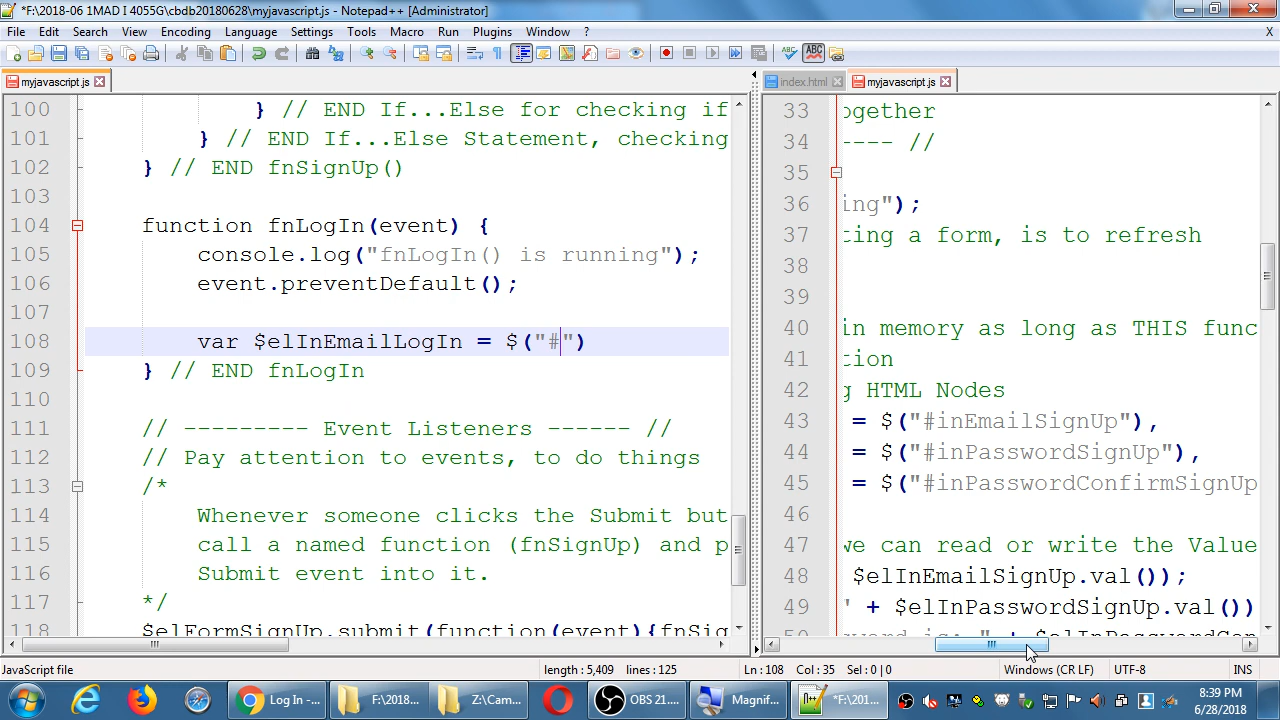 *F:\2018-06 1MAD I 4055G\cbdb20180628\myjavascript.js - Notepad++ [Administrator]
File Edit Search View Encoding Language Settings Tools Macro Run Plugins Window ? X
myjavascript.js
100 } // END If...Else for checking if
101 } // END If...Else Statement, checking
102 } // END fnSignUp()
103
104 function fnLogIn(event) {
105 console.log("fnLogIn() is running");
106 event.preventDefault();
107
108 var $elInEmailLogIn = $("#")
109 } // END fnLogIn
110
111 // --------- Event Listeners ------ //
112 // Pay attention to events, to do things
113 /*
114 Whenever someone clicks the Submit but
115 call a named function (fnSignUp) and p
116 Submit event into it.
117 */
118 $elFormSignUp.submit(function(event){fnSig
index.html myjavascript.js
33 ogether
34 ---- //
35
36 ing");
37 ting a form, is to refresh
38
39
40 in memory as long as THIS func
41 tion
42 g HTML Nodes
43 = $("#inEmailSignUp"),
44 = $("#inPasswordSignUp"),
45 = $("#inPasswordConfirmSignUp
46
47 we can read or write the Value
48 $elInEmailSignUp.val());
49 " + $elInPasswordSignUp.val())
50 sword is: " + $elInPasswordCon
JavaScript file length : 5,409 lines : 125 Ln : 108 Col : 35 Sel : 0 | 0 Windows (CR LF) UTF-8 INS
Log In -... F:\2018... Z:\Cam... OBS 21.... Magnif... *F:\201... 8:39 PM
6/28/2018